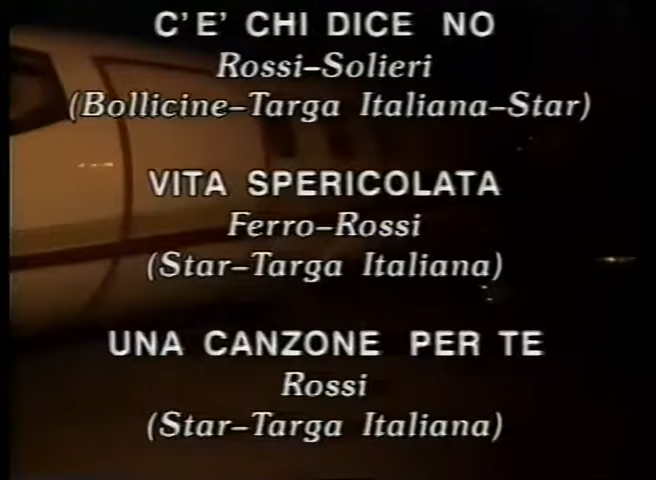 C'E' CHI DICE NO
Rossi–Solieri
(Bollicine–Targa Italiana–Star)
VITA SPERICOLATA
Ferro–Rossi
(Star–Targa Italiana)
UNA CANZONE PER TE
Rossi
(Star–Targa Italiana)